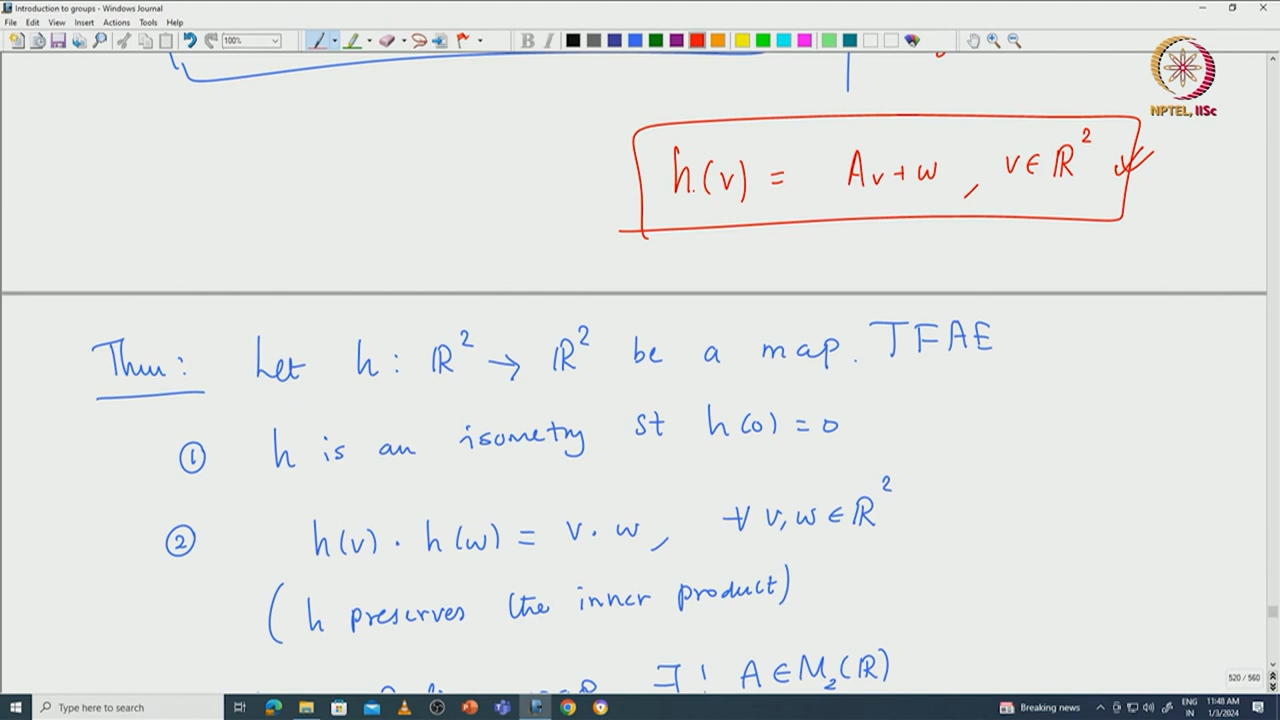 Introduction to groups - Windows Journal
File Edit View Insert Actions Tools Help
100%
B I
NPTEL, IISc
h(v) = Av + w , v ∈ ℝ²
Thm: Let h : ℝ² → ℝ² be a map. TFAE
① h is an isometry st h(0) = 0
② h(v) · h(w) = v · w , ∀ v, w ∈ ℝ²
(h preserves the inner product)
∃! A ∈ M₂(ℝ)
520 / 560
Type here to search
Breaking news
ENG
IN
11:48 AM
1/3/2024